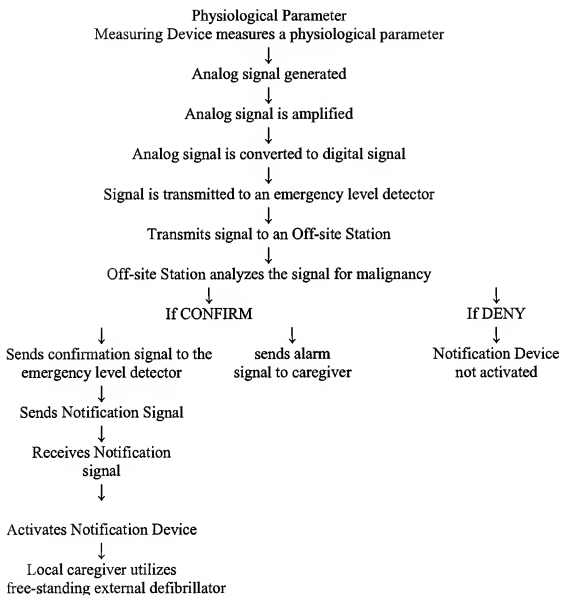 Physiological Parameter
Measuring Device measures a physiological parameter
Analog signal generated
Analog signal is amplified
Analog signal is converted to digital signal
Signal is transmitted to an emergency level detector
Transmits signal to an Off-site Station
Off-site Station analyzes the signal for malignancy
If CONFIRM
If DENY
Sends confirmation signal to the
emergency level detector
sends alarm
signal to caregiver
Notification Device
not activated
Sends Notification Signal
Receives Notification
signal
Activates Notification Device
Local caregiver utilizes
free-standing external defibrillator